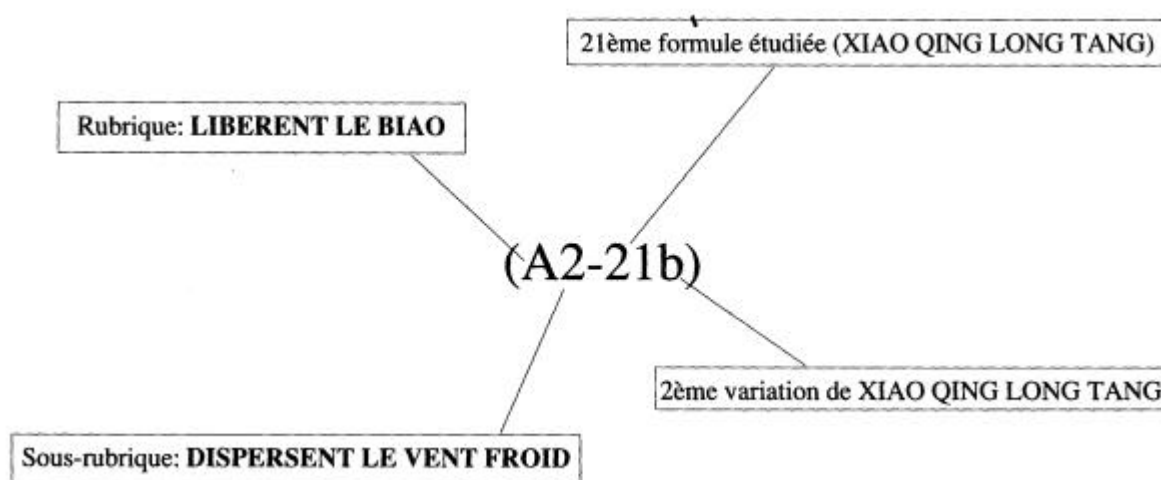 21ème formule étudiée (XIAO QING LONG TANG)
Rubrique: LIBERENT LE BIAO
(A2-21b)
2ème variation de XIAO QING LONG TANG
Sous-rubrique: DISPERSENT LE VENT FROID